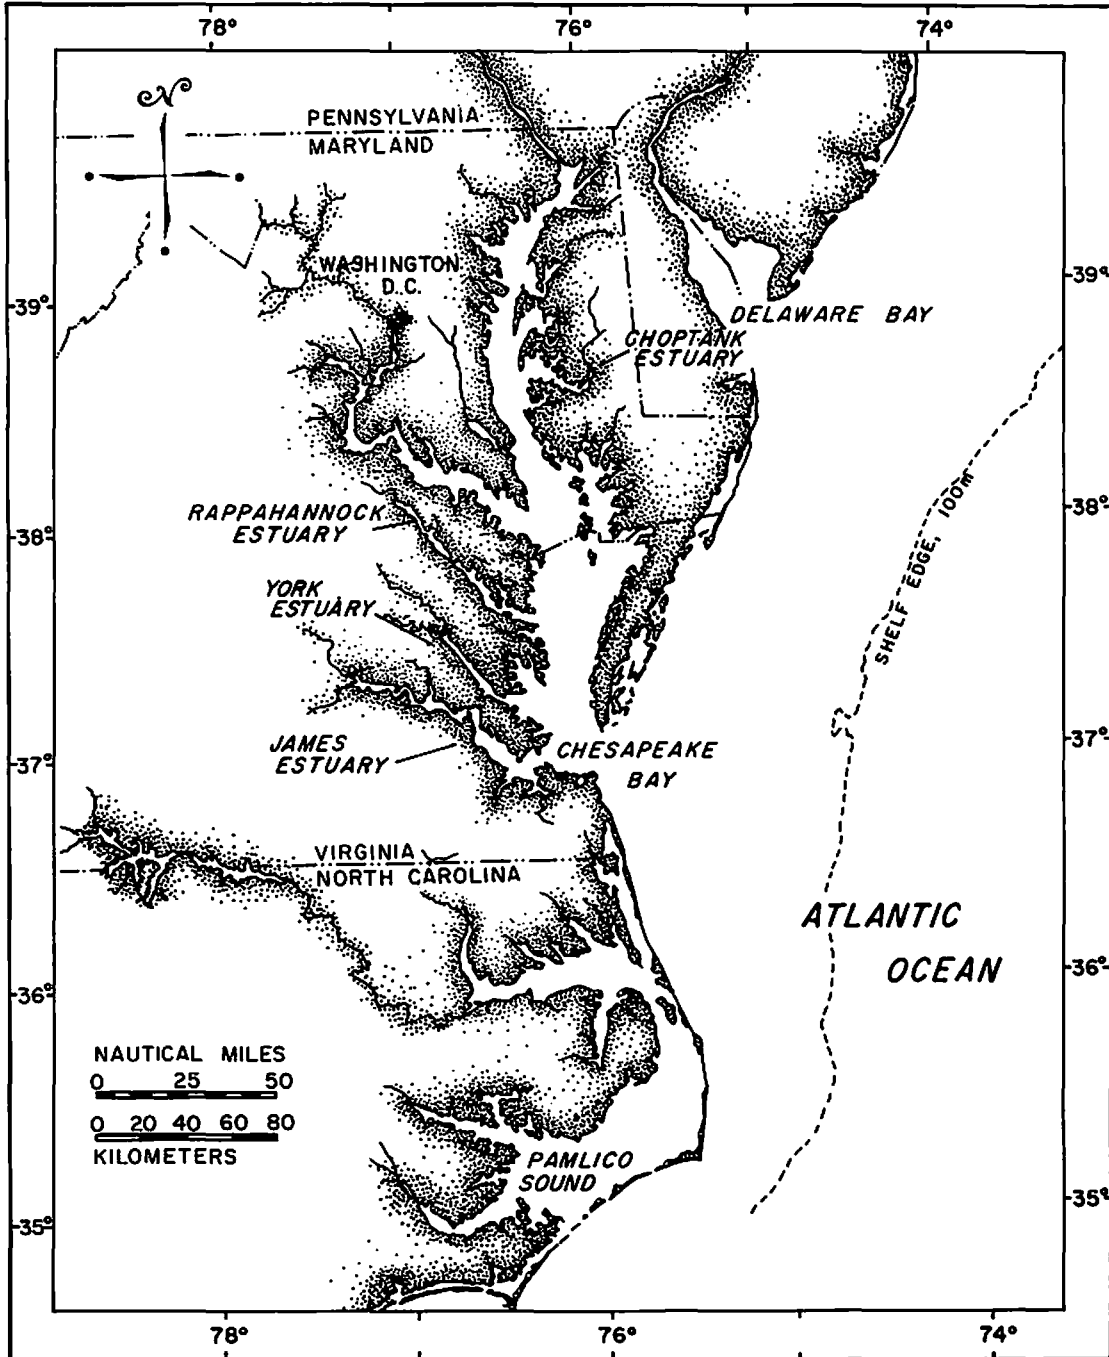 78°
76°
74°
N
PENNSYLVANIA
MARYLAND
WASHINGTON
D.C.
39°
39°
DELAWARE BAY
CHOPTANK
ESTUARY
RAPPAHANNOCK
ESTUARY
38°
38°
SHELF EDGE, 100m
YORK
ESTUARY
JAMES
ESTUARY
CHESAPEAKE
BAY
37°
37°
VIRGINIA
NORTH CAROLINA
ATLANTIC
OCEAN
36°
36°
NAUTICAL MILES
0 25 50
0 20 40 60 80
KILOMETERS
PAMLICO
SOUND
35°
35°
78°
76°
74°